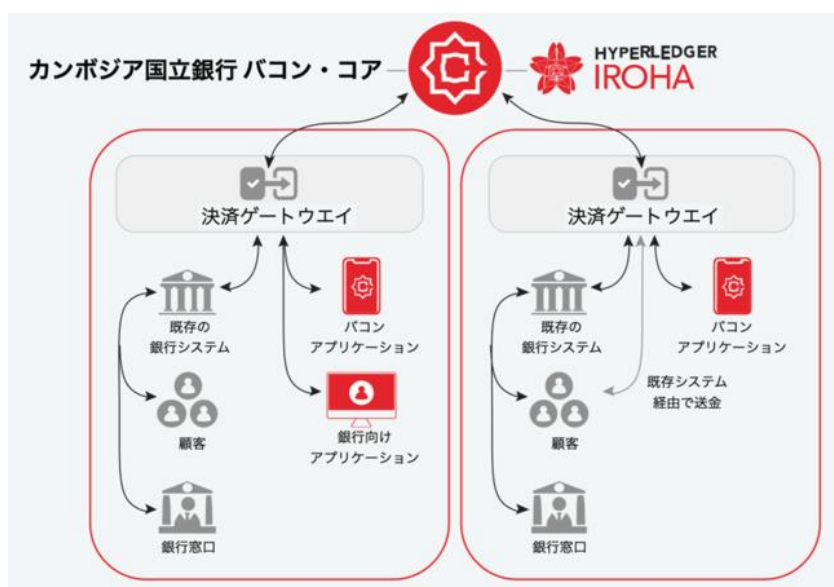 カンボジア国立銀行 バコン・コア
HYPERLEDGER
IROHA
決済ゲートウエイ
既存の
銀行システム
バコン
アプリケーション
顧客
銀行向け
アプリケーション
銀行窓口
決済ゲートウエイ
既存の
銀行システム
バコン
アプリケーション
既存システム
経由で送金
顧客
銀行窓口